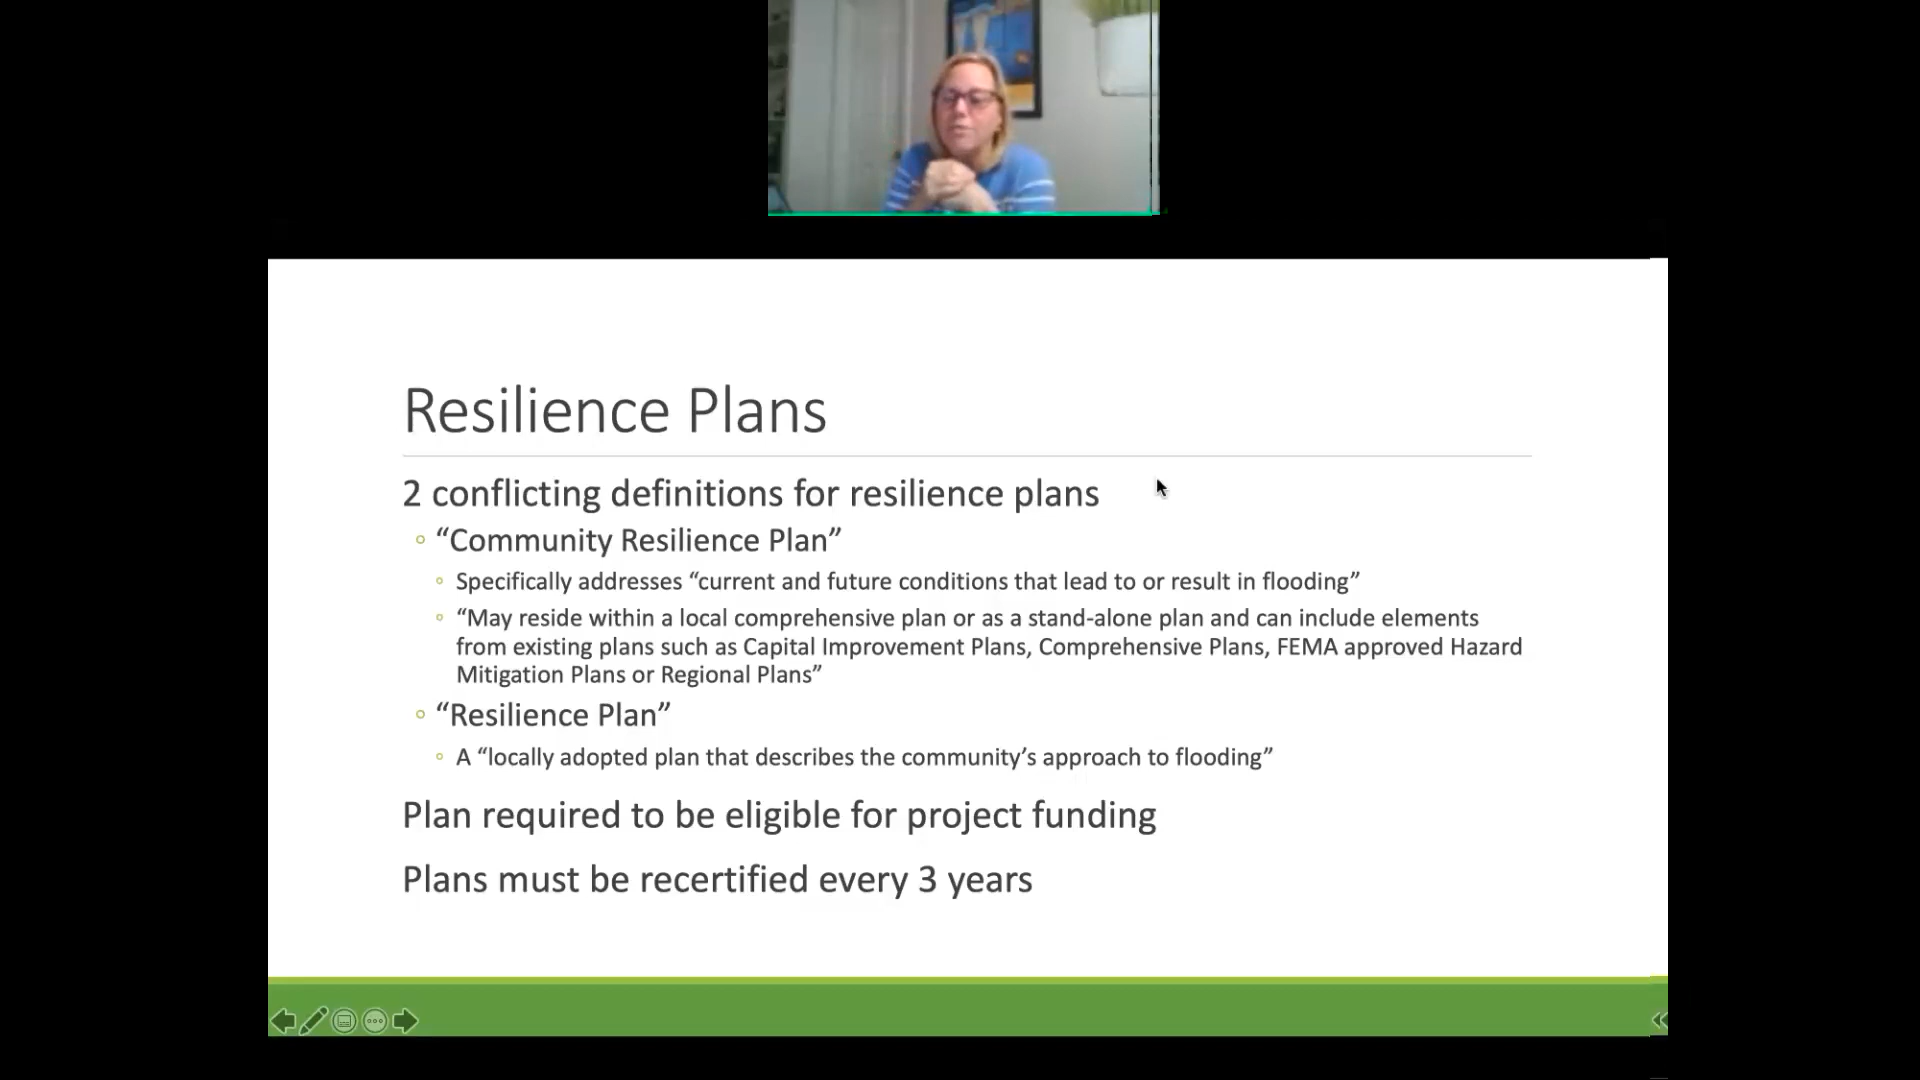 Resilience Plans
2 conflicting definitions for resilience plans
“Community Resilience Plan”
Specifically addresses “current and future conditions that lead to or result in flooding”
“May reside within a local comprehensive plan or as a stand-alone plan and can include elements
from existing plans such as Capital Improvement Plans, Comprehensive Plans, FEMA approved Hazard
Mitigation Plans or Regional Plans”
“Resilience Plan”
A “locally adopted plan that describes the community’s approach to flooding”
Plan required to be eligible for project funding
Plans must be recertified every 3 years